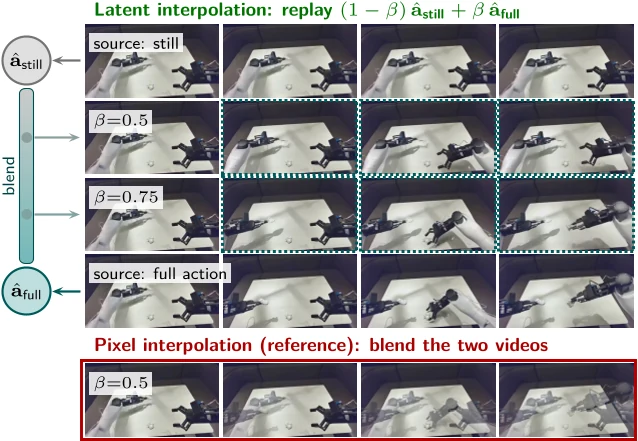 Latent interpolation: replay (1 − β) â_still + β â_full
â_still
source: still
β=0.5
blend
β=0.75
source: full action
â_full
Pixel interpolation (reference): blend the two videos
β=0.5